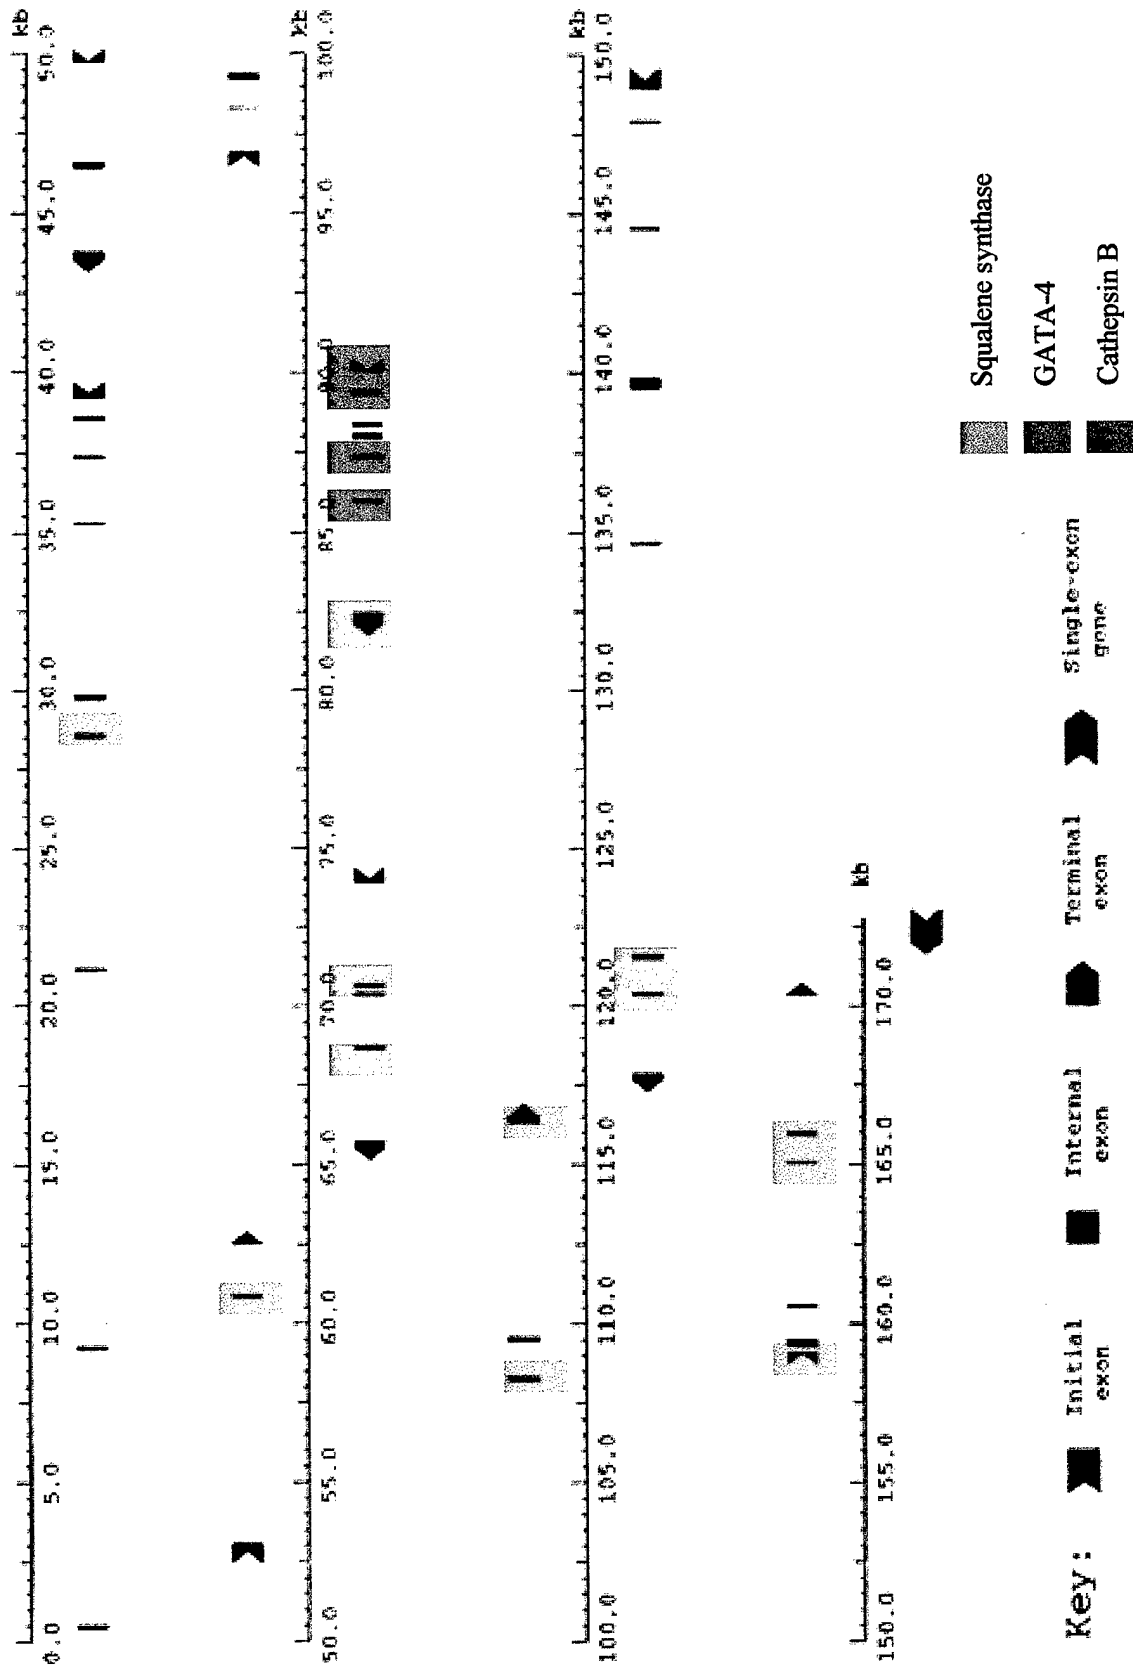 0.0 5.0 10.0 15.0 20.0 25.0 30.0 35.0 40.0 45.0 50.0 kb
50.0 55.0 60.0 65.0 70.0 75.0 80.0 85.0 90.0 95.0 100.0 kb
100.0 105.0 110.0 115.0 120.0 125.0 130.0 135.0 140.0 145.0 150.0 kb
150.0 155.0 160.0 165.0 170.0 kb
Squalene synthase
GATA-4
Cathepsin B
Key:
Initial
exon
Internal
exon
Terminal
exon
Single-exon
gene